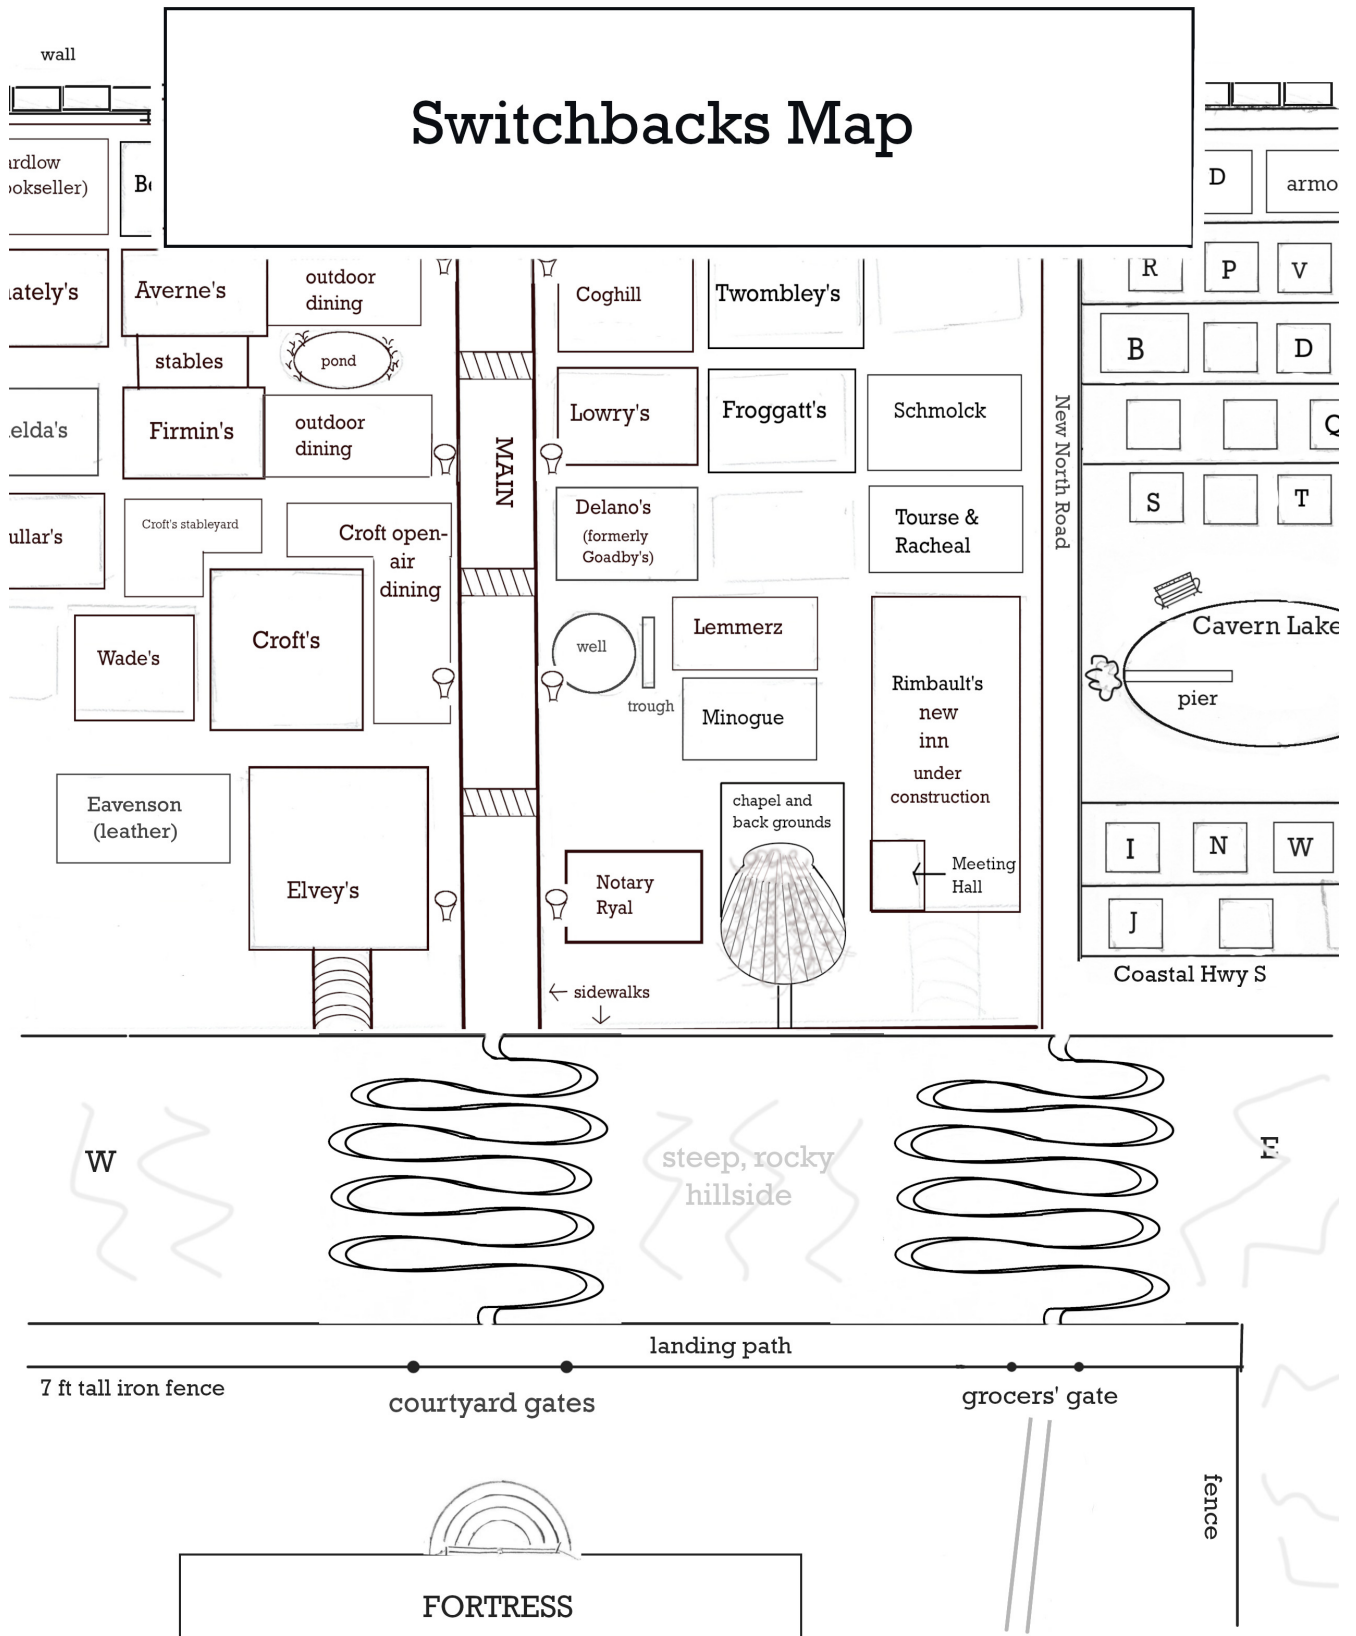 wall
Switchbacks Map
ardlow
ookseller)
D
armo
ately's
Averne's
outdoor
dining
Coghill
Twombley's
R
P
V
stables
pond
B
D
elda's
Firmin's
outdoor
dining
MAIN
Lowry's
Froggatt's
Schmolck
New North Road
Q
ullar's
Croft's stableyard
Croft open-
air
dining
Delano's
(formerly
Goadby's)
Tourse &
Racheal
S
T
Wade's
Croft's
well
trough
Lemmerz
Minogue
Rimbault's
new
inn
under
construction
Cavern Lake
pier
Eavenson
(leather)
Elvey's
Notary
Ryal
chapel and
back grounds
Meeting
Hall
I
N
W
J
Coastal Hwy S
sidewalks
W
steep, rocky
hillside
E
landing path
7 ft tall iron fence
courtyard gates
grocers' gate
fence
FORTRESS